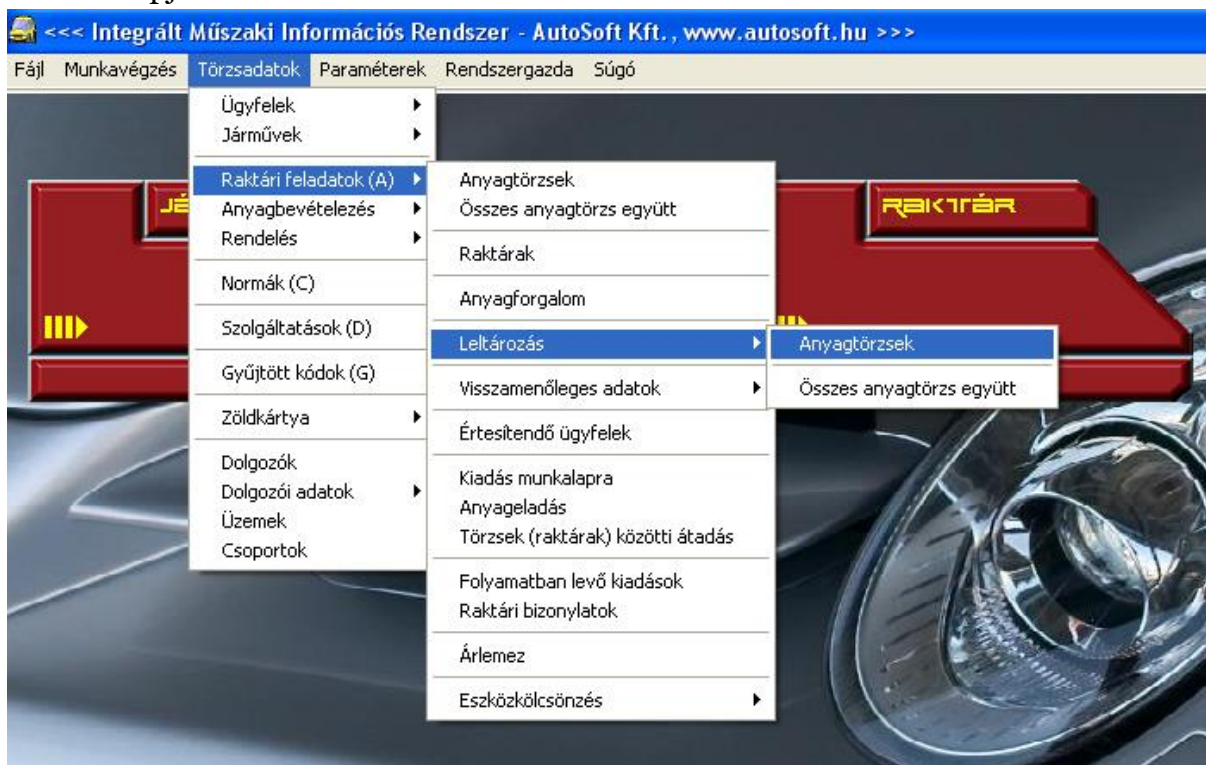 <<< Integrált Műszaki Információs Rendszer - AutoSoft Kft., www.autosoft.hu >>>
Fájl Munkavégzés Törzsadatok Paraméterek Rendszergazda Súgó
Ügyfelek
Járművek
Raktári feladatok (A)
Anyagbevételezés
Rendelés
Normák (C)
Szolgáltatások (D)
Gyűjtött kódok (G)
Zöldkártya
Dolgozók
Dolgozói adatok
Üzemek
Csoportok
Anyagtörzsek
Összes anyagtörzs együtt
Raktárak
Anyagforgalom
Leltározás
Visszamenőleges adatok
Értesítendő ügyfelek
Kiadás munkalapra
Anyageladás
Törzsek (raktárak) közötti átadás
Folyamatban levő kiadások
Raktári bizonylatok
Árlemez
Eszközkölcsönzés
Anyagtörzsek
Összes anyagtörzs együtt
JÁ
RAKTÁR